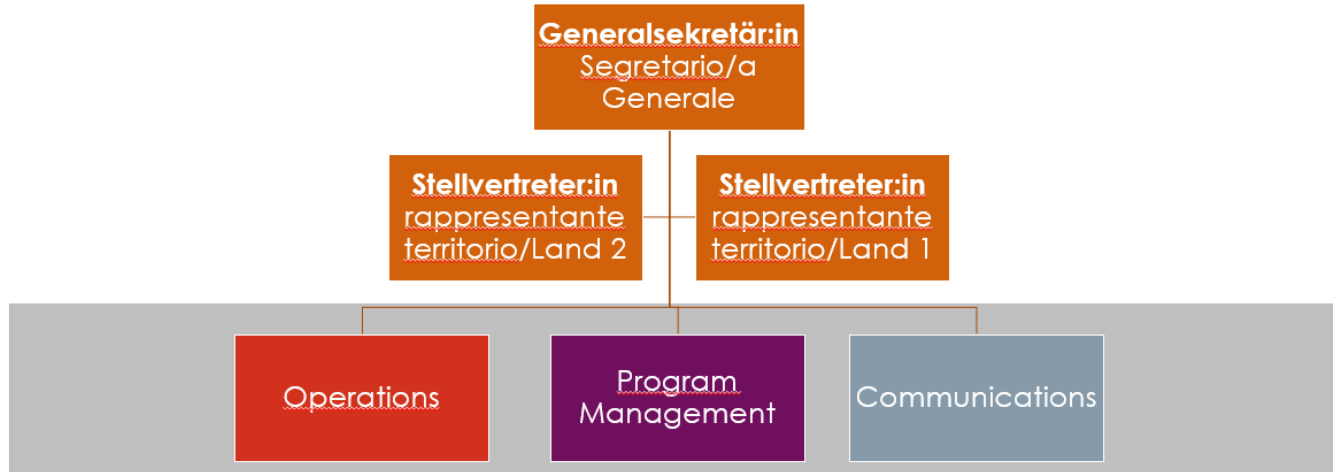 Generalsekretär:in
Segretario/a
Generale
Stellvertreter:in
rappresentante
territorio/Land 2
Stellvertreter:in
rappresentante
territorio/Land 1
Operations
Program
Management
Communications